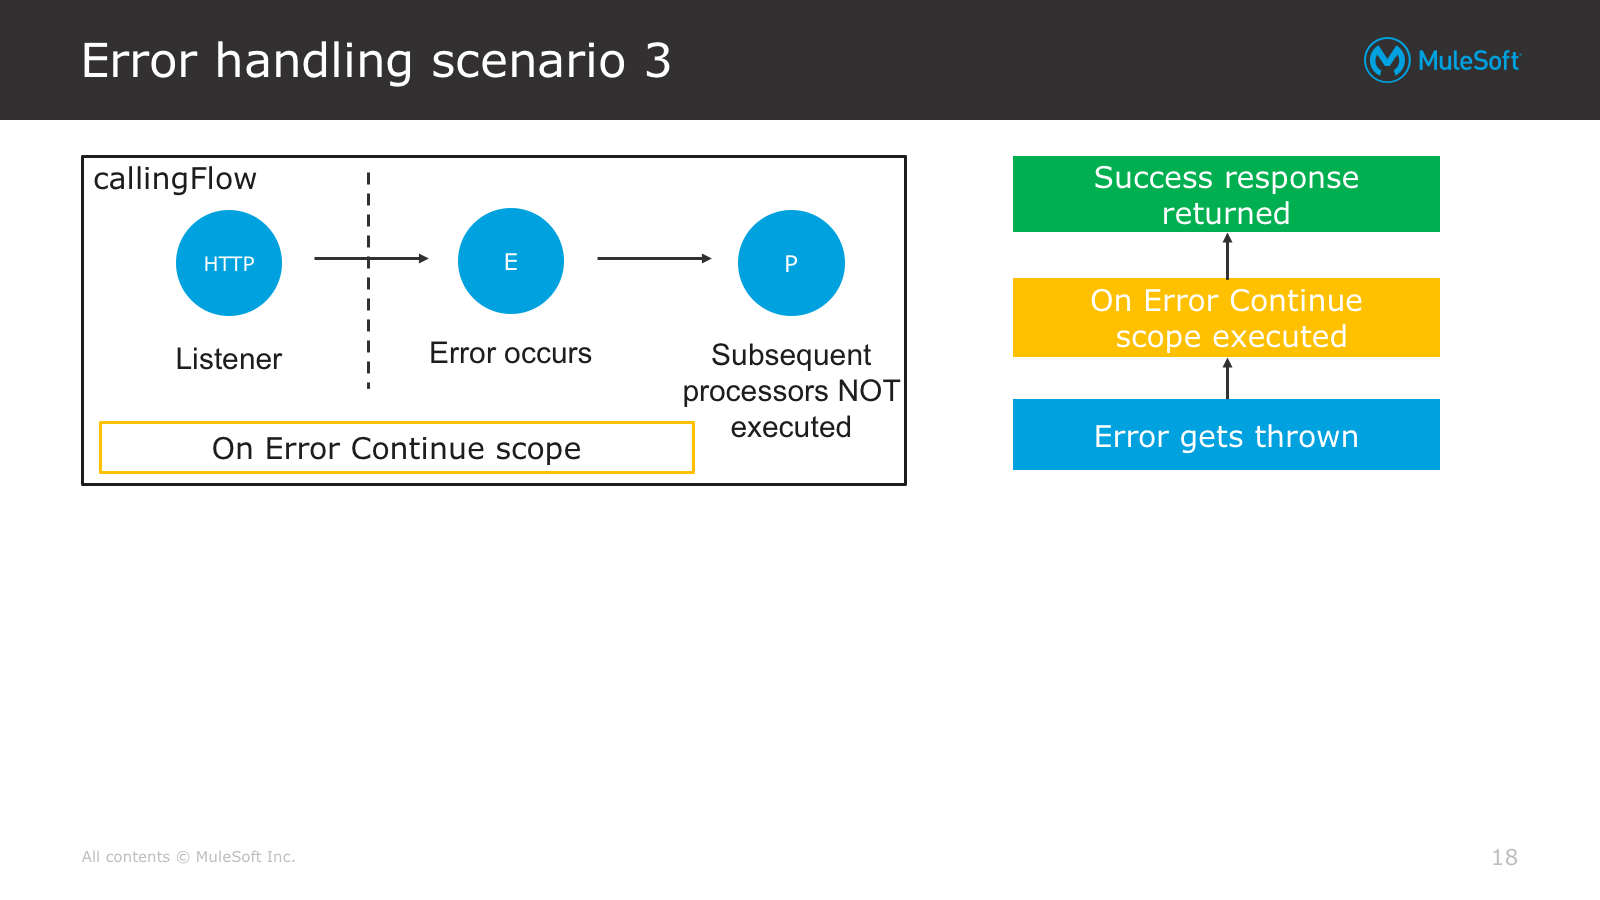 Error handling scenario 3
MuleSoft
callingFlow
HTTP
E
P
Listener
Error occurs
Subsequent
processors NOT
executed
On Error Continue scope
Success response
returned
On Error Continue
scope executed
Error gets thrown
All contents © MuleSoft Inc.
18